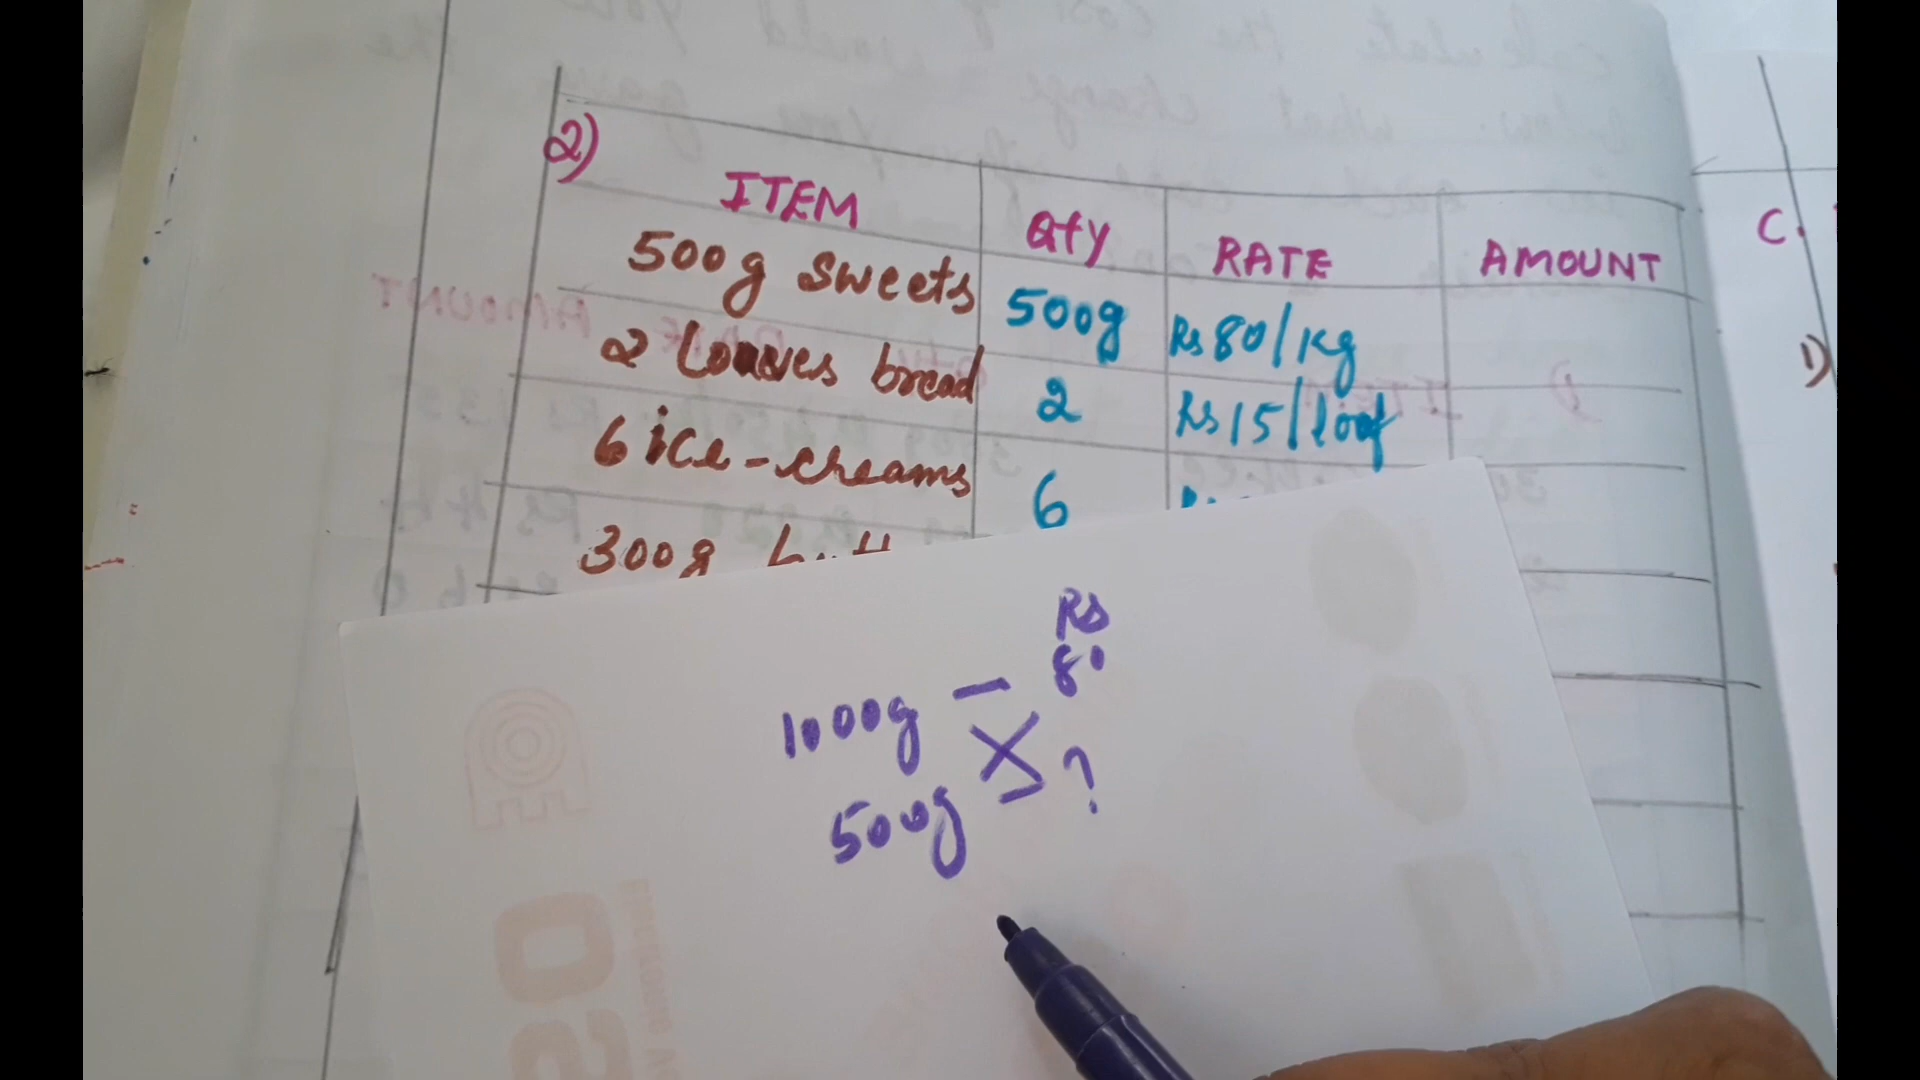 2)
ITEM Qty RATE AMOUNT
500g sweets 500g Rs 80/kg
2 loaves bread 2 Rs 15/loaf
6 ice-creams 6
300g
Rs
1000g - 80
500g ?
C.
1)